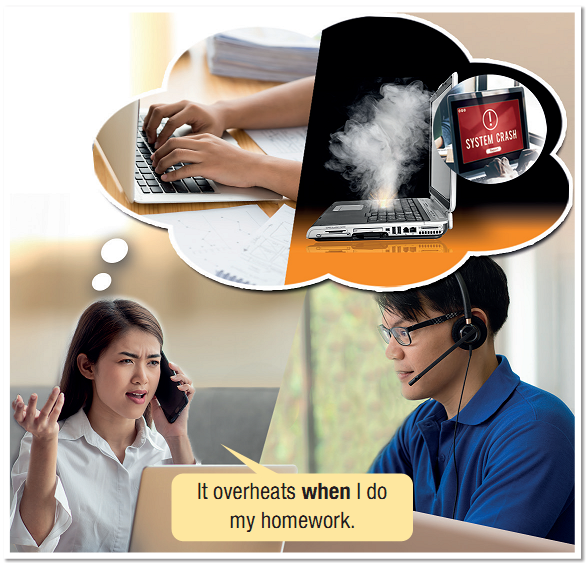 SYSTEM CRASH
It overheats when I do
my homework.